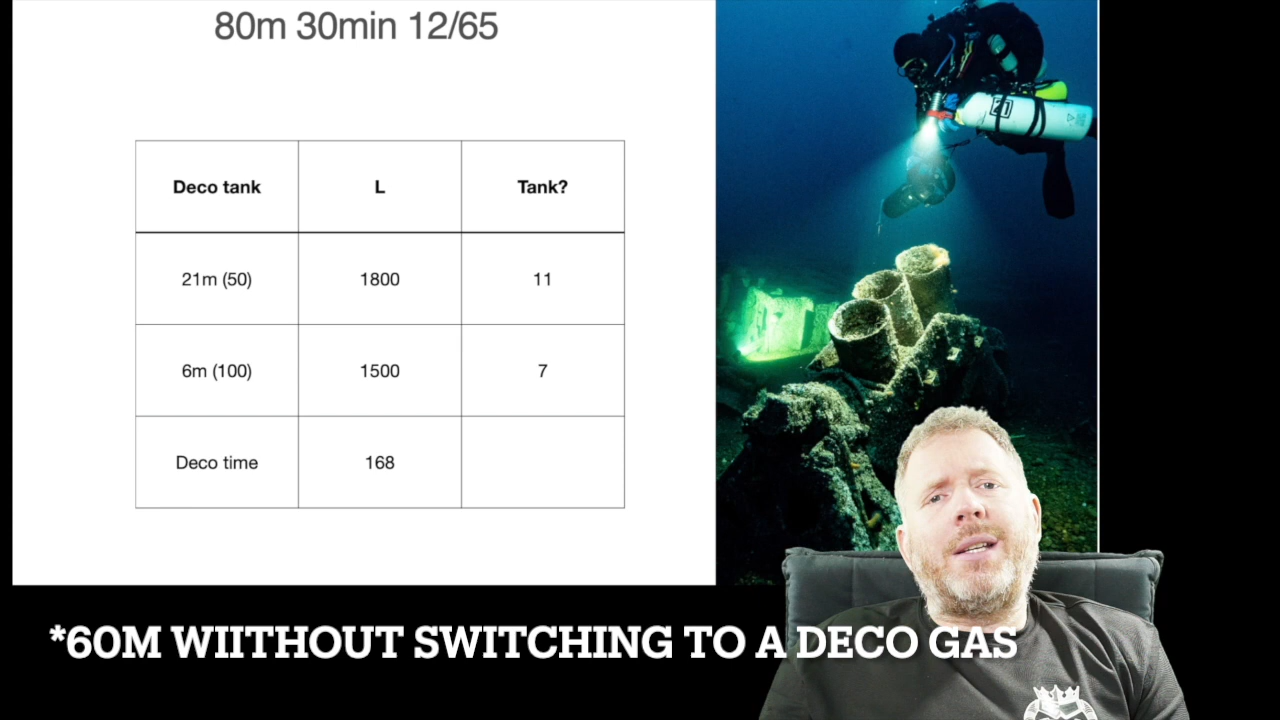 80m 30min 12/65
Deco tank L Tank?
21m (50) 1800 11
6m (100) 1500 7
Deco time 168
*60M WIITHOUT SWITCHING TO A DECO GAS